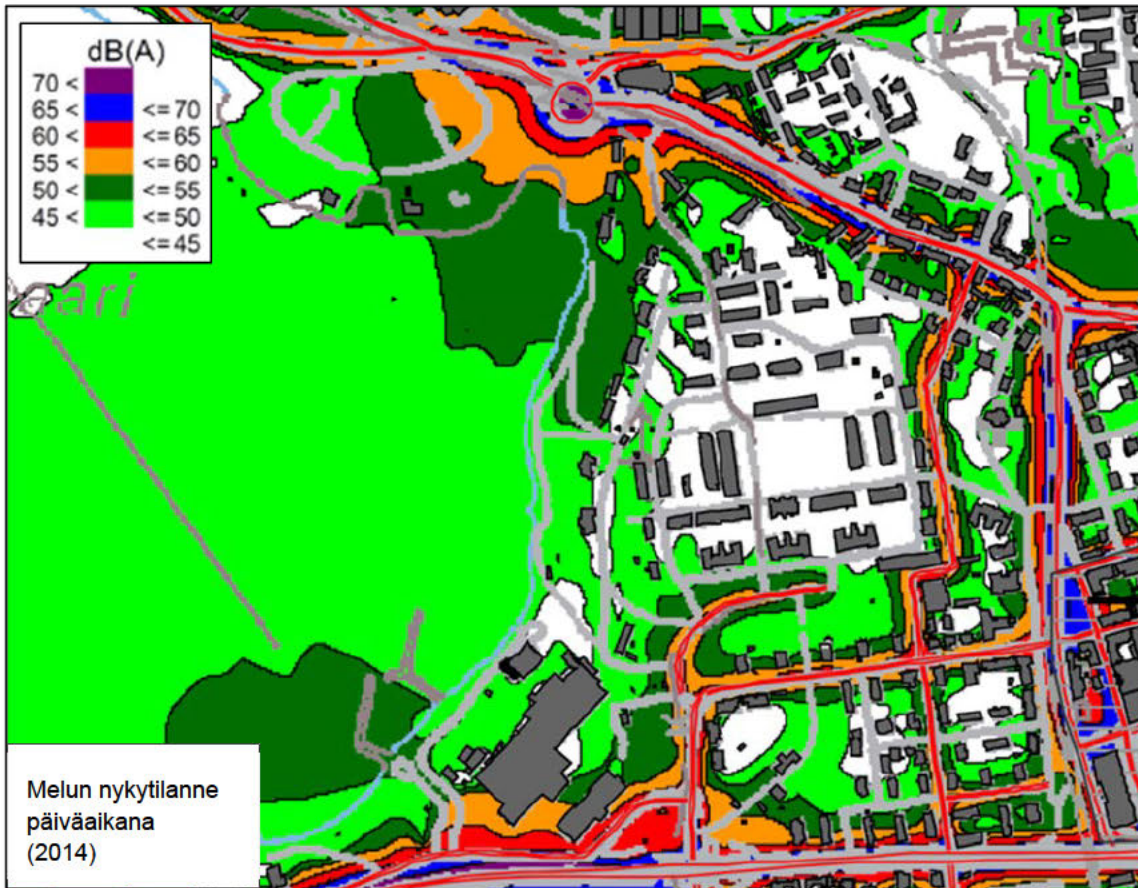 dB(A)
70 <
65 < <= 70
60 < <= 65
55 < <= 60
50 < <= 55
45 < <= 50
<= 45
Melun nykytilanne
päiväaikana
(2014)